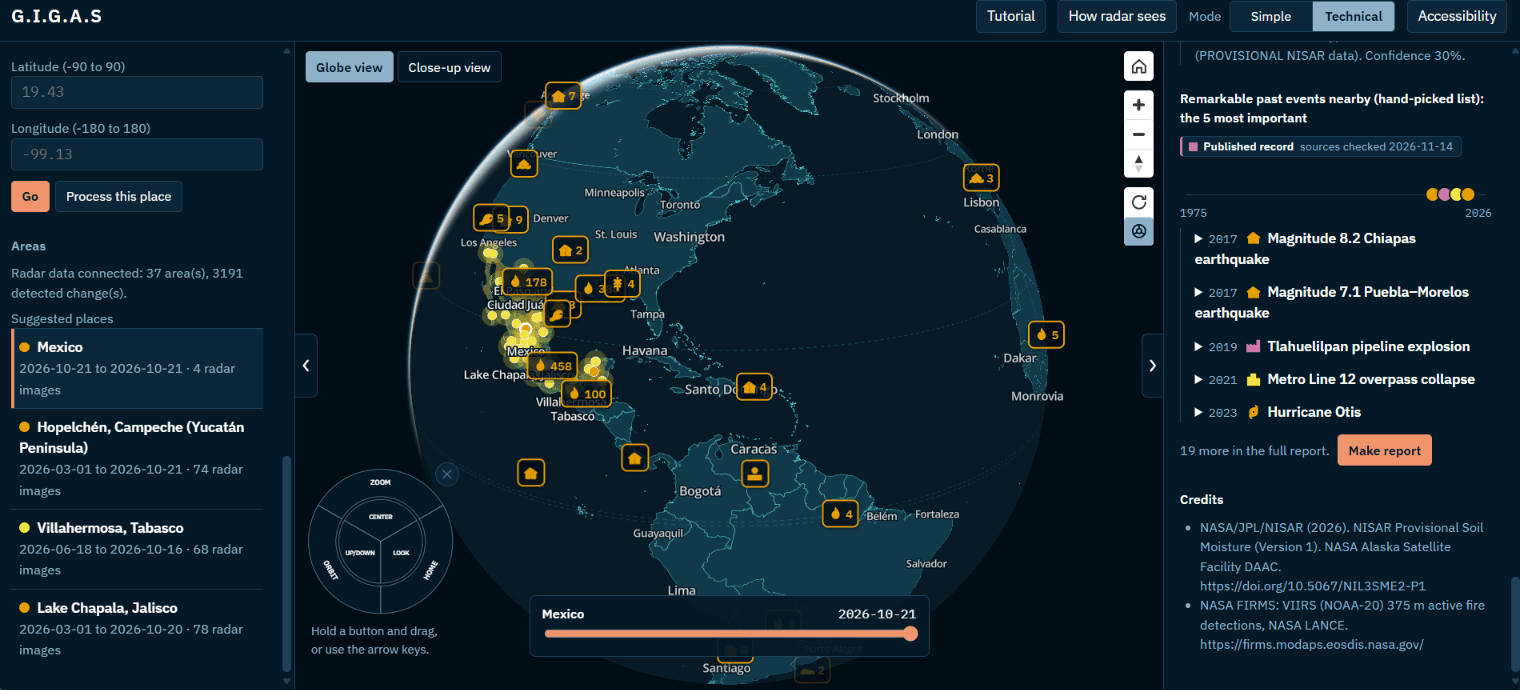 G.I.G.A.S
Tutorial
How radar sees
Mode
Simple
Technical
Accessibility
Latitude (-90 to 90)
19.43
Longitude (-180 to 180)
-99.13
Go
Process this place
Areas
Radar data connected: 37 area(s), 3191
detected change(s).
Suggested places
Mexico
2026-10-21 to 2026-10-21 · 4 radar
images
Hopelchén, Campeche (Yucatán
Peninsula)
2026-03-01 to 2026-10-21 · 74 radar
images
Villahermosa, Tabasco
2026-06-18 to 2026-10-16 · 68 radar
images
Lake Chapala, Jalisco
2026-03-01 to 2026-10-20 · 78 radar
images
Globe view
Close-up view
7
Stockholm
London
Minneapolis
Toronto
3
Lisbon
Casablanca
5
9
Denver
St. Louis
Washington
Los Angeles
2
178
4
Ciudad Juá
Tampa
Mexico
458
Havana
Lake Chapala
100
Tabasco
4
5
Dakar
Monrovia
Caracas
Bogotá
4
Belém
Fortaleza
Guayaquil
Salvador
Lima
Santiago
2
ZOOM
CENTER
UP/DOWN
LOOK
ORBIT
HOME
Hold a button and drag,
or use the arrow keys.
Mexico
2026-10-21
(PROVISIONAL NISAR data). Confidence 30%.
Remarkable past events nearby (hand-picked list):
the 5 most important
Published record sources checked 2026-11-14
1975
2026
2017 Magnitude 8.2 Chiapas
earthquake
2017 Magnitude 7.1 Puebla–Morelos
earthquake
2019 Tlahuelilpan pipeline explosion
2021 Metro Line 12 overpass collapse
2023 Hurricane Otis
19 more in the full report.
Make report
Credits
NASA/JPL/NISAR (2026). NISAR Provisional Soil
Moisture (Version 1). NASA Alaska Satellite
Facility DAAC.
https://doi.org/10.5067/NIL3SME2-P1
NASA FIRMS: VIIRS (NOAA-20) 375 m active fire
detections, NASA LANCE.
https://firms.modaps.eosdis.nasa.gov/